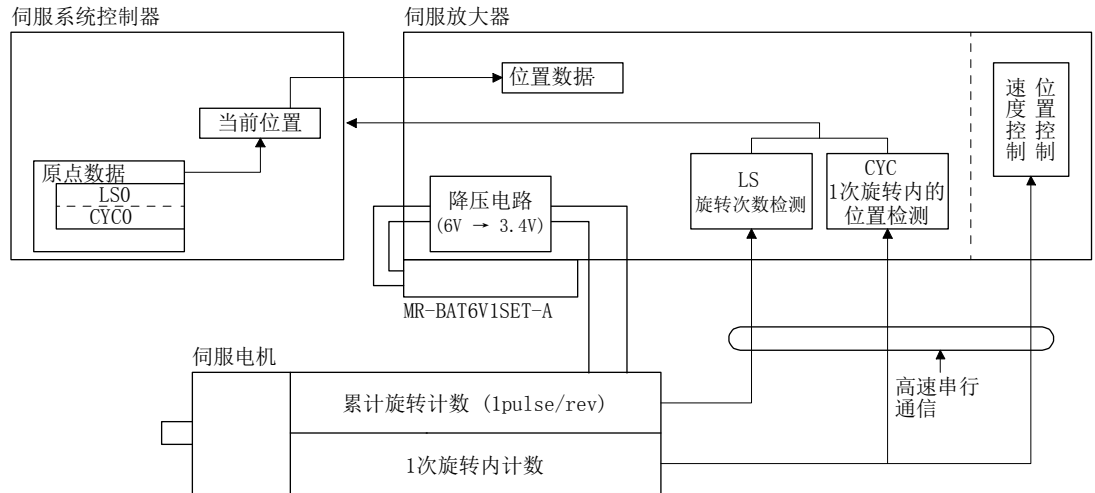 伺服系统控制器
伺服放大器
位置数据
当前位置
原点数据
LS0
CYC0
降压电路
(6V → 3.4V)
LS
旋转次数检测
CYC
1次旋转内的
位置检测
位置控制
速度控制
MR-BAT6V1SET-A
伺服电机
累计旋转计数 (1pulse/rev)
1次旋转内计数
高速串行
通信